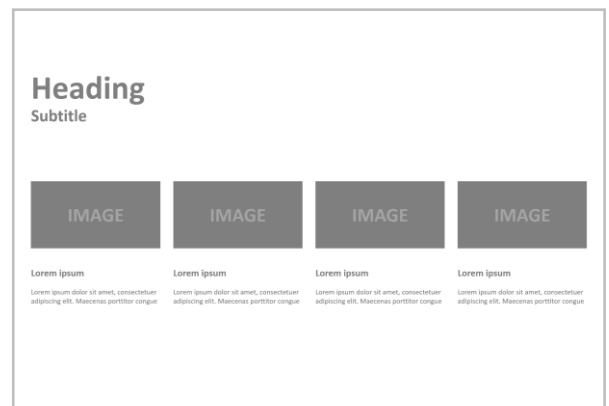 Heading
Subtitle
IMAGE
IMAGE
IMAGE
IMAGE
Lorem ipsum
Lorem ipsum dolor sit amet, consectetuer
adipiscing elit. Maecenas porttitor congue
Lorem ipsum
Lorem ipsum dolor sit amet, consectetuer
adipiscing elit. Maecenas porttitor congue
Lorem ipsum
Lorem ipsum dolor sit amet, consectetuer
adipiscing elit. Maecenas porttitor congue
Lorem ipsum
Lorem ipsum dolor sit amet, consectetuer
adipiscing elit. Maecenas porttitor congue